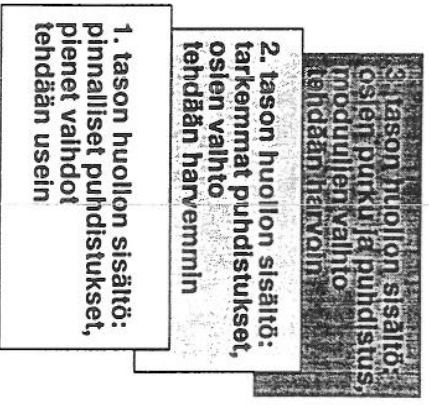 1. tason huollon sisältö:
pinnalliset puhdistukset,
pienet vaihdot
tehdään usein
2. tason huollon sisältö:
tarkemmat puhdistukset,
osien vaihto
tehdään harvemmin
3. tason huollon sisältö:
osien purku ja puhdistus,
moduulien vaihto
tehdään harvoin